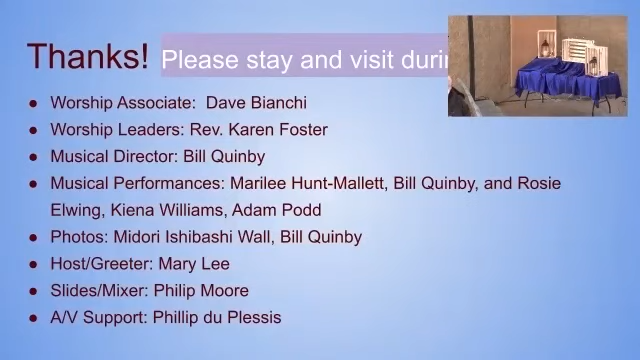 Thanks! Please stay and visit
● Worship Associate:  Dave Bianchi
● Worship Leaders: Rev. Karen Foster
● Musical Director: Bill Quinby
● Musical Performances: Marilee Hunt-Mallett, Bill Quinby, and Rosie
Elwing, Kiena Williams, Adam Podd
● Photos: Midori Ishibashi Wall, Bill Quinby
● Host/Greeter: Mary Lee
● Slides/Mixer: Philip Moore
● A/V Support: Phillip du Plessis